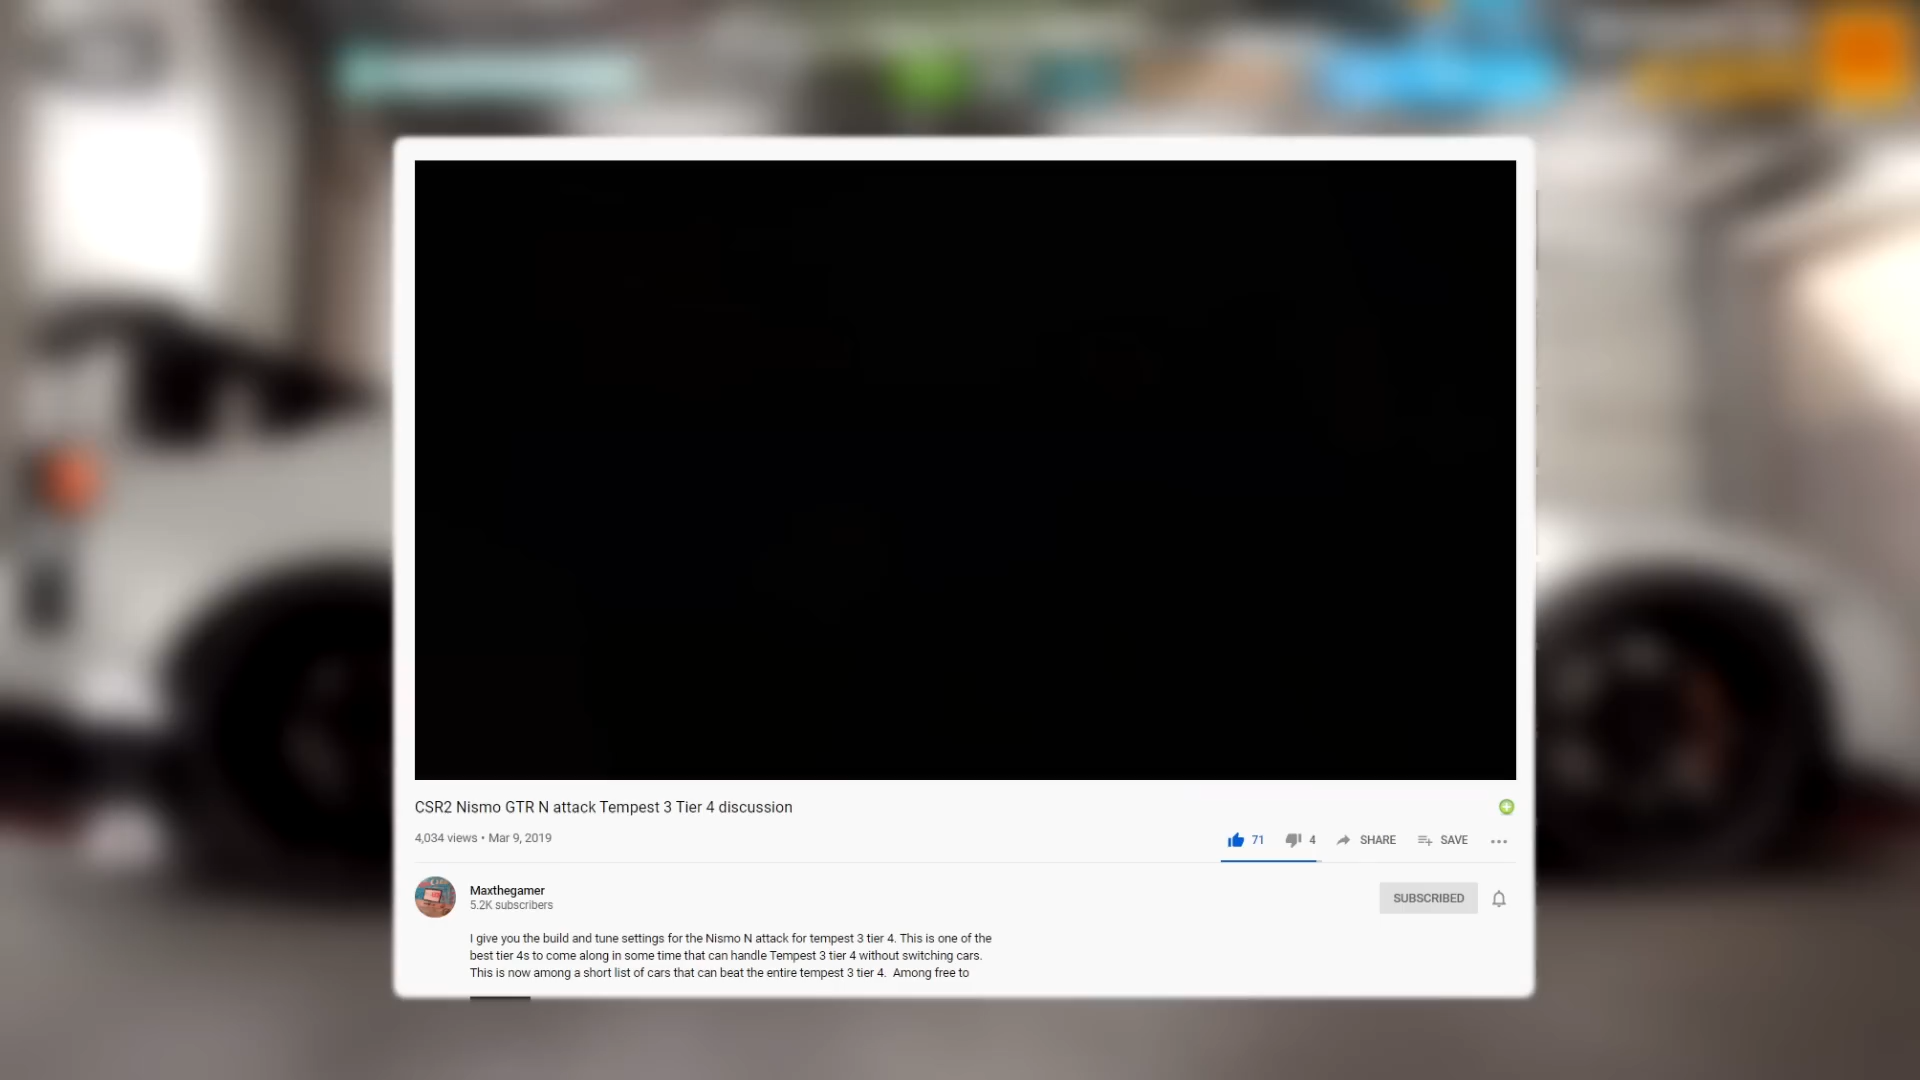 CSR2 Nismo GTR N attack Tempest 3 Tier 4 discussion
4,034 views • Mar 9, 2019
71
4
SHARE
SAVE
Maxthegamer
5.2K subscribers
SUBSCRIBED
I give you the build and tune settings for the Nismo N attack for tempest 3 tier 4. This is one of the
best tier 4s to come along in some time that can handle Tempest 3 tier 4 without switching cars.
This is now among a short list of cars that can beat the entire tempest 3 tier 4.  Among free to